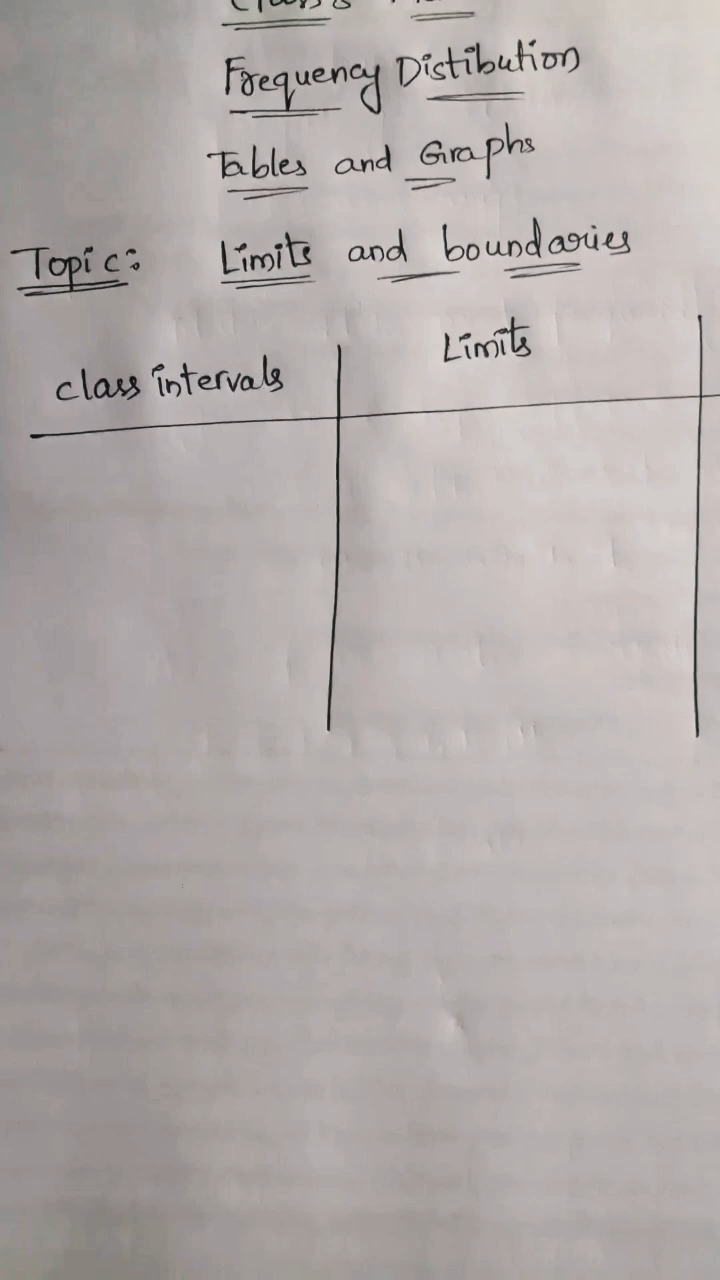 Frequency Distibution
Tables and Graphs
Topic: Limits and boundaries
class intervals Limits